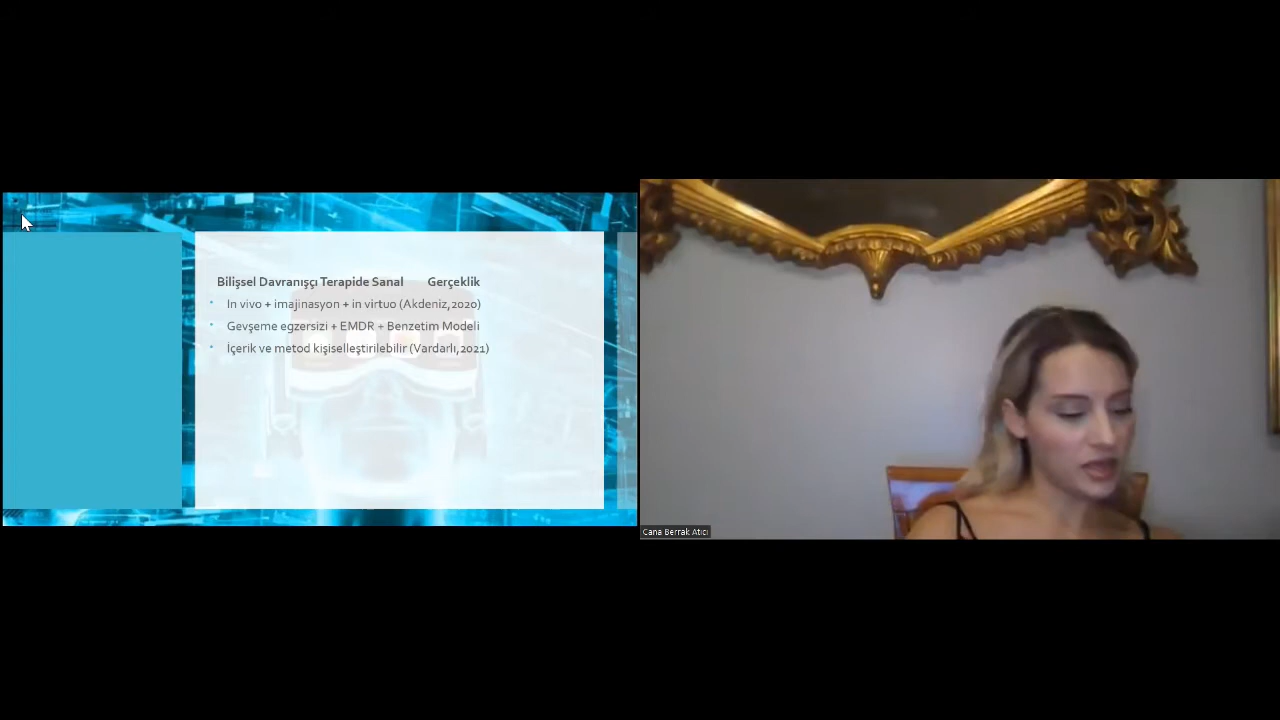 Bilişsel Davranışçı Terapide Sanal Gerçeklik
In vivo + imajinasyon + in virtuo (Akdeniz,2020)
Gevşeme egzersizi + EMDR + Benzetim Modeli
İçerik ve metod kişiselleştirilebilir (Vardarlı,2021)
Cana Berrak Atici